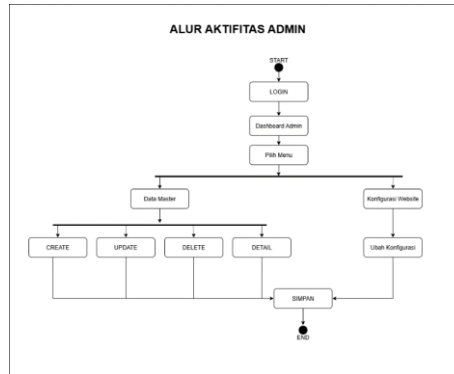 ALUR AKTIFITAS ADMIN
START
LOGIN
Dashboard Admin
Pilih Menu
Data Master
Konfigurasi Website
CREATE
UPDATE
DELETE
DETAIL
Ubah Konfigurasi
SIMPAN
END